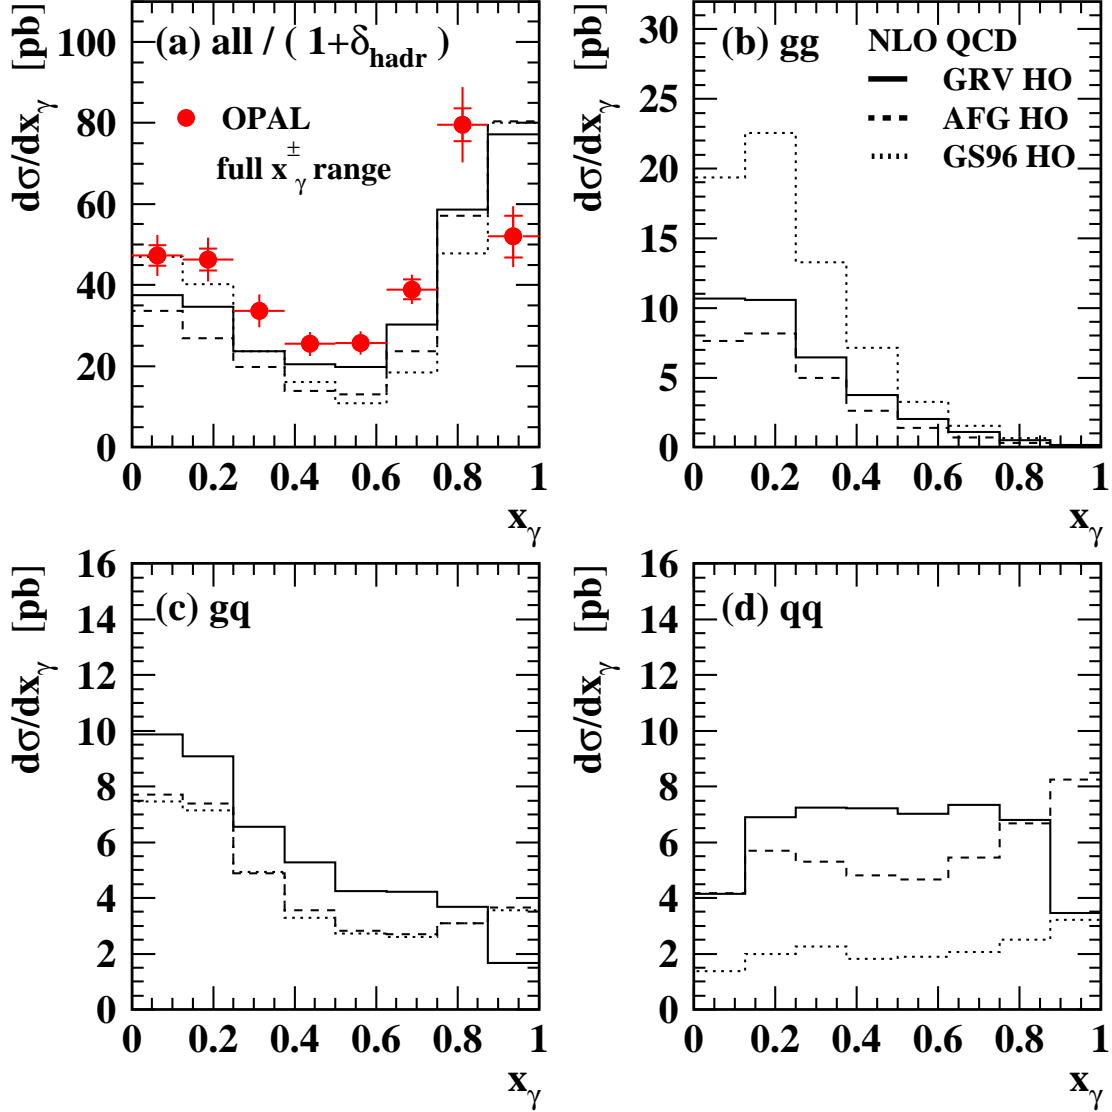 (a) all / ( 1+δhadr )
dσ/dxγ [pb]
100
80
60
40
20
0
OPAL
full xγ± range
0 0.2 0.4 0.6 0.8 1
xγ
(b) gg
NLO QCD
GRV HO
AFG HO
GS96 HO
dσ/dxγ [pb]
30
25
20
15
10
5
0
0 0.2 0.4 0.6 0.8 1
xγ
(c) gq
dσ/dxγ [pb]
16
14
12
10
8
6
4
2
0
0 0.2 0.4 0.6 0.8 1
xγ
(d) qq
dσ/dxγ [pb]
16
14
12
10
8
6
4
2
0
0 0.2 0.4 0.6 0.8 1
xγ